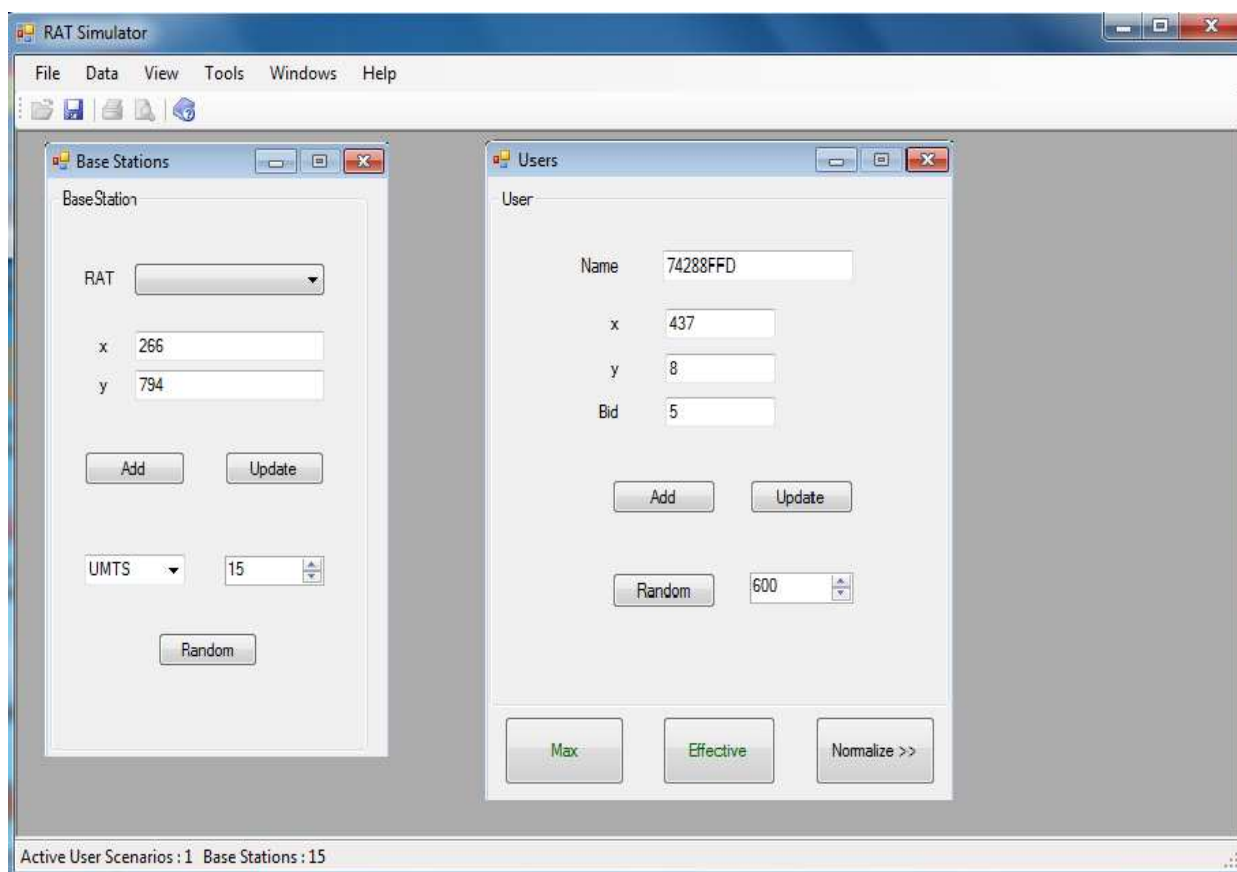 RAT Simulator
File Data View Tools Windows Help
Base Stations
BaseStation
RAT
x 266
y 794
Add Update
UMTS 15
Random
Users
User
Name 74288FFD
x 437
y 8
Bid 5
Add Update
Random 600
Max Effective Normalize >>
Active User Scenarios : 1 Base Stations : 15